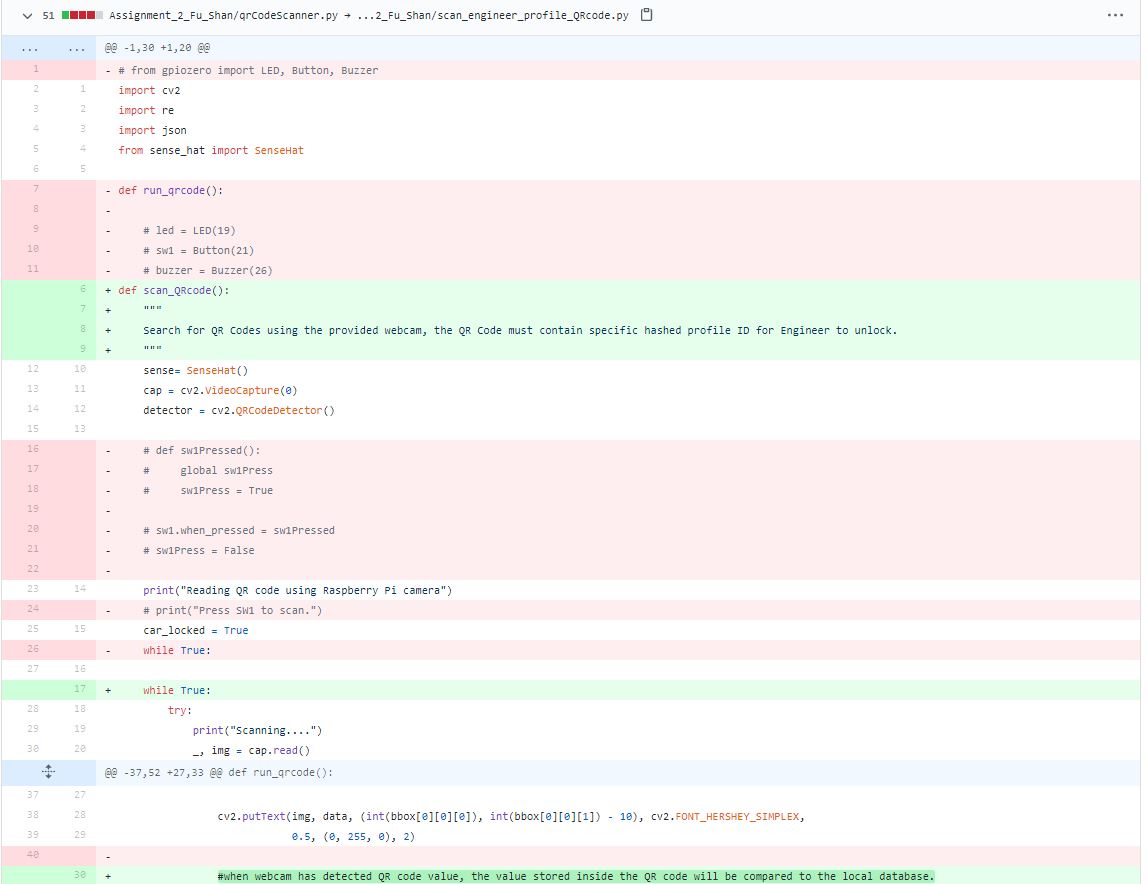 51 Assignment_2_Fu_Shan/qrCodeScanner.py → ...2_Fu_Shan/scan_engineer_profile_QRcode.py ...
... ... @@ -1,30 +1,20 @@
1 - # from gpiozero import LED, Button, Buzzer
2 1 import cv2
3 2 import re
4 3 import json
5 4 from sense_hat import SenseHat
6 5
7 - def run_qrcode():
8 -
9 - # led = LED(19)
10 - # sw1 = Button(21)
11 - # buzzer = Buzzer(26)
6 + def scan_QRcode():
7 + """
8 + Search for QR Codes using the provided webcam, the QR Code must contain specific hashed profile ID for Engineer to unlock.
9 + """
12 10 sense= SenseHat()
13 11 cap = cv2.VideoCapture(0)
14 12 detector = cv2.QRCodeDetector()
15 13
16 - # def sw1Pressed():
17 - # global sw1Press
18 - # sw1Press = True
19 -
20 - # sw1.when_pressed = sw1Pressed
21 - # sw1Press = False
22 -
23 14 print("Reading QR code using Raspberry Pi camera")
24 - # print("Press SW1 to scan.")
25 15 car_locked = True
26 - while True:
27 16
17 + while True:
28 18 try:
29 19 print("Scanning....")
30 20 _, img = cap.read()
@@ -37,52 +27,33 @@ def run_qrcode():
37 27
38 28 cv2.putText(img, data, (int(bbox[0][0][0]), int(bbox[0][0][1]) - 10), cv2.FONT_HERSHEY_SIMPLEX,
39 29 0.5, (0, 255, 0), 2)
40 -
30 + #when webcam has detected QR code value, the value stored inside the QR code will be compared to the local database.